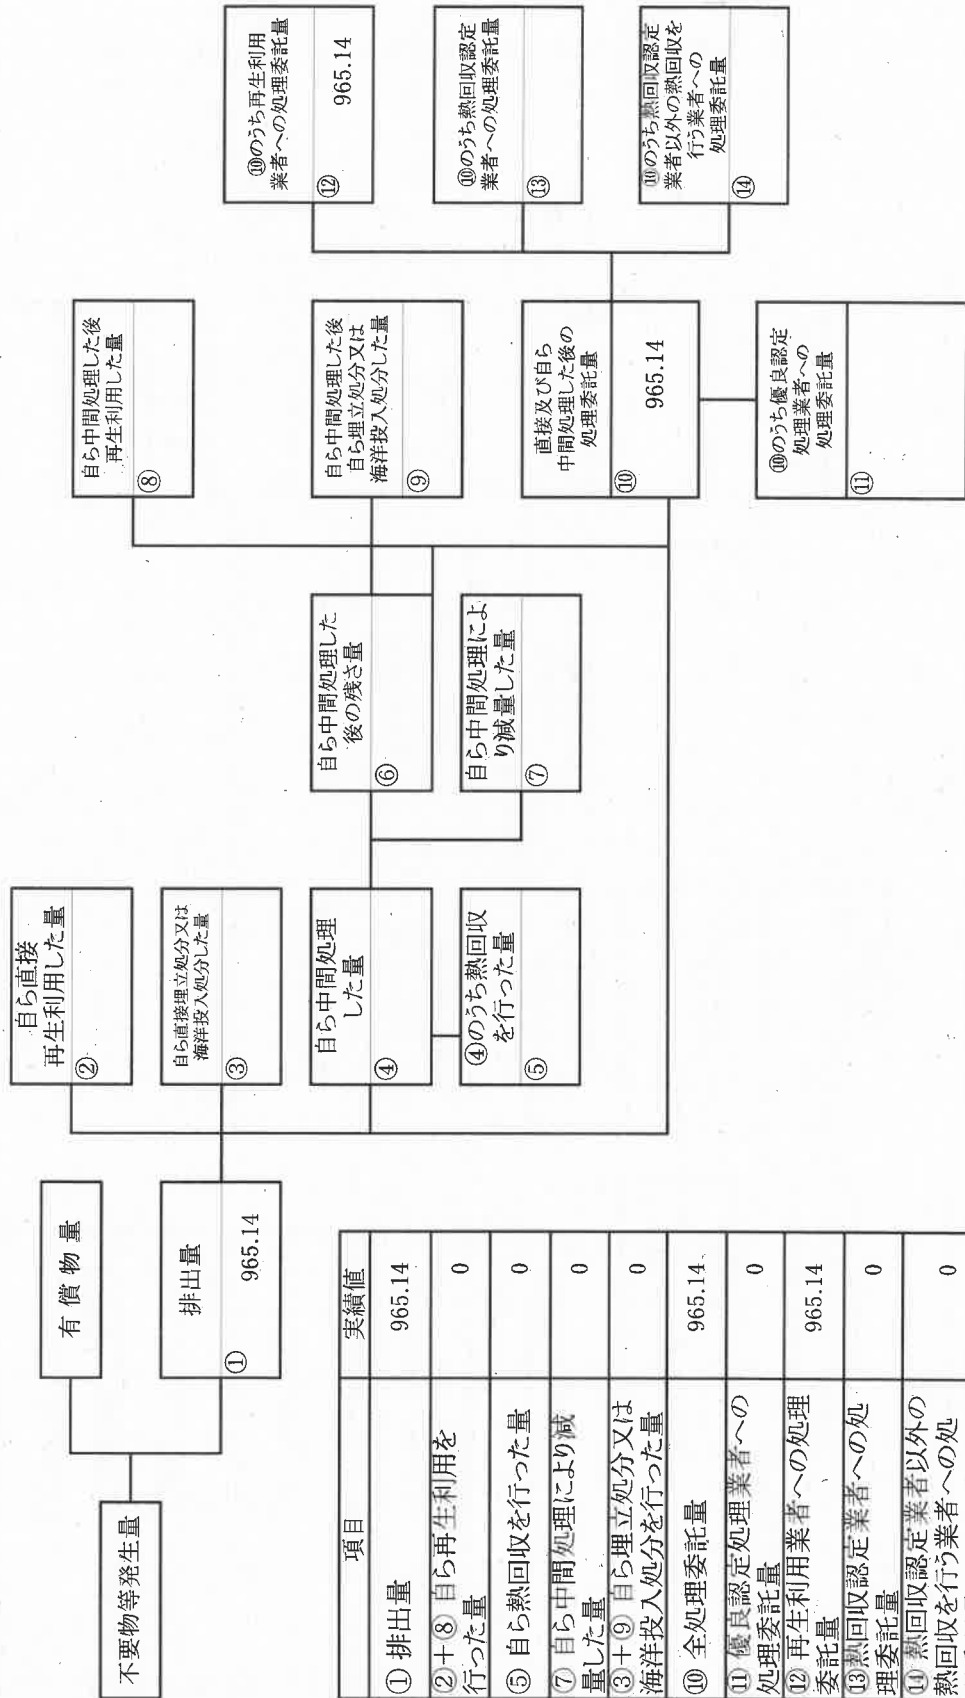 不要物等発生量
有償物量
排出量
①
965.14
自ら直接
再生利用した量
②
自ら直接埋立処分又は
海洋投入処分した量
③
自ら中間処理
した量
④
④のうち熱回収
を行った量
⑤
自ら中間処理した
後の残さ量
⑥
自ら中間処理によ
り減量した量
⑦
自ら中間処理した後
再生利用した量
⑧
自ら中間処理した後
自ら埋立処分又は
海洋投入処分した量
⑨
直接及び自ら
中間処理した後の
処理委託量
⑩
965.14
⑩のうち優良認定
処理業者への
処理委託量
⑪
⑩のうち再生利用
業者への処理委託量
⑫
965.14
⑩のうち熱回収認定
業者への処理委託量
⑬
⑩のうち熱回収認定
業者以外の熱回収を
行う業者への
処理委託量
⑭
項目 実績値
① 排出量 965.14
②+⑧ 自ら再生利用を
行った量 0
⑤ 自ら熱回収を行った量 0
⑦ 自ら中間処理により減
量した量 0
③+⑨ 自ら埋立処分又は
海洋投入処分を行った量 0
⑩ 全処理委託量 965.14
⑪ 優良認定処理業者への
処理委託量 0
⑫ 再生利用業者への処理
委託量 965.14
⑬熱回収認定業者への処
理委託量 0
⑭ 熱回収認定業者以外の
熱回収を行う業者への処 0